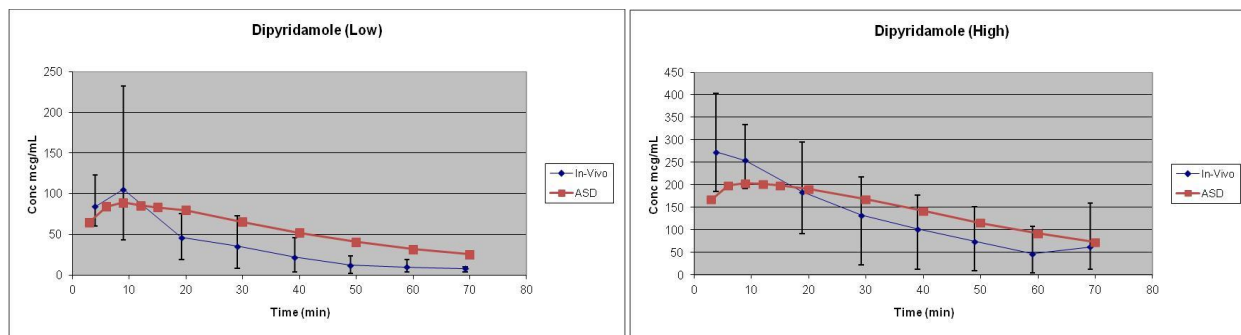 Dipyridamole (Low)
250
200
150
100
50
0
Conc mcg/mL
0 10 20 30 40 50 60 70 80
Time (min)
In-Vivo
ASD
Dipyridamole (High)
450
400
350
300
250
200
150
100
50
0
Conc mcg/mL
0 10 20 30 40 50 60 70 80
Time (min)
In-Vivo
ASD